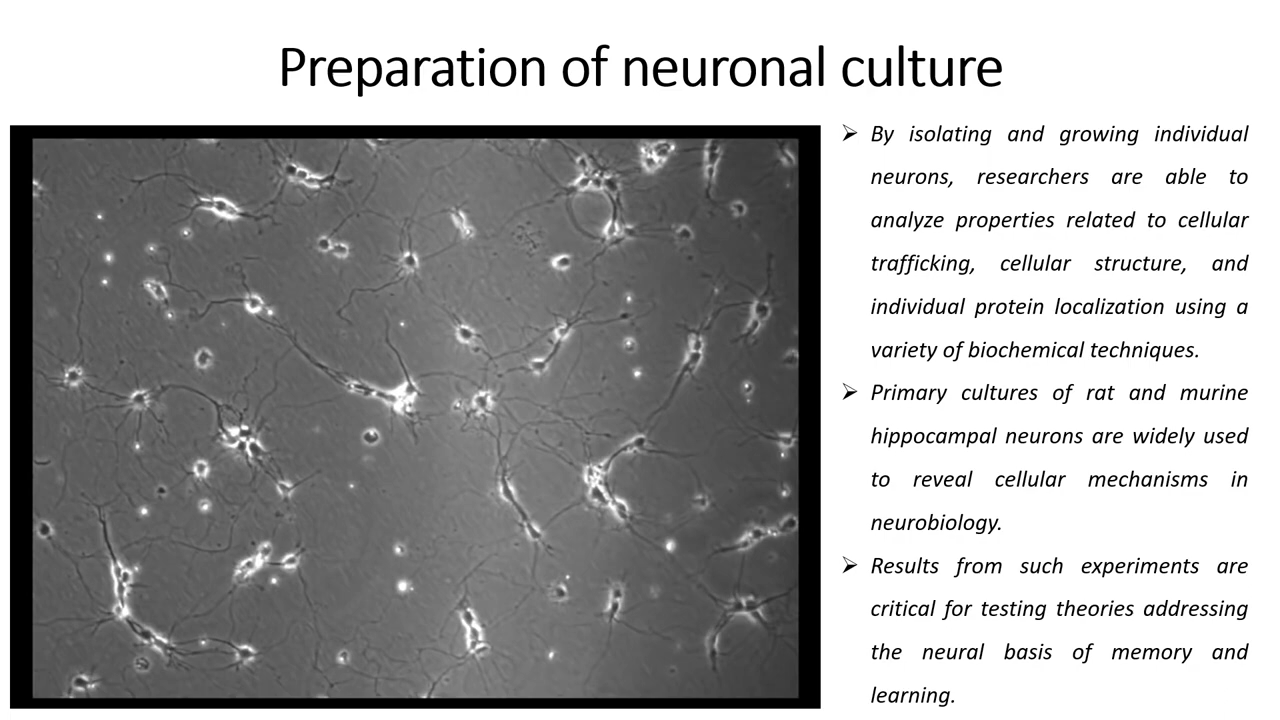 Preparation of neuronal culture
➢ By isolating and growing individual
neurons, researchers are able to
analyze properties related to cellular
trafficking, cellular structure, and
individual protein localization using a
variety of biochemical techniques.
➢ Primary cultures of rat and murine
hippocampal neurons are widely used
to reveal cellular mechanisms in
neurobiology.
➢ Results from such experiments are
critical for testing theories addressing
the neural basis of memory and
learning.